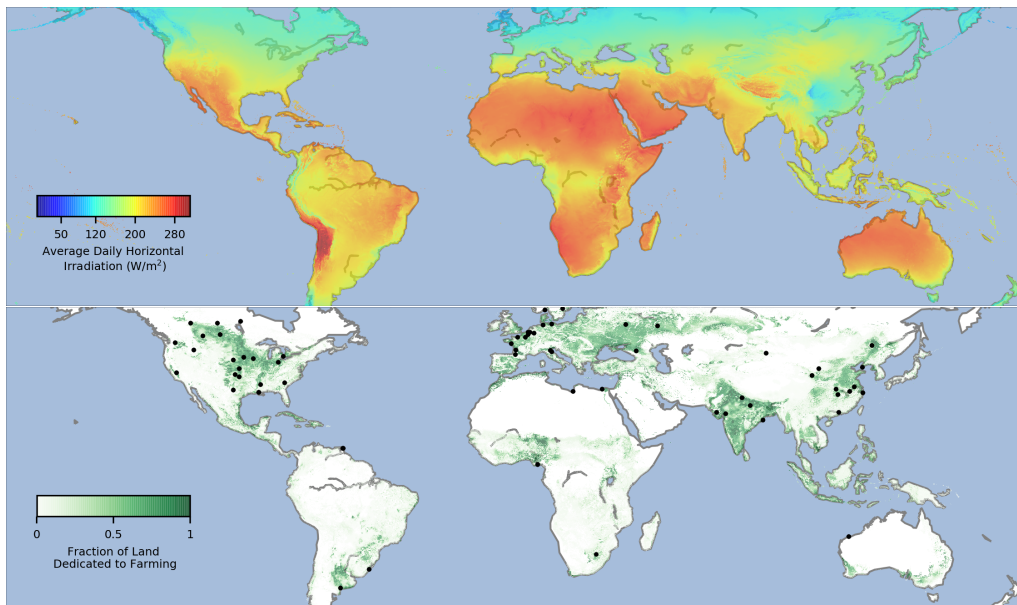 50 120 200 280
Average Daily Horizontal
Irradiation (W/m²)
0 0.5 1
Fraction of Land
Dedicated to Farming